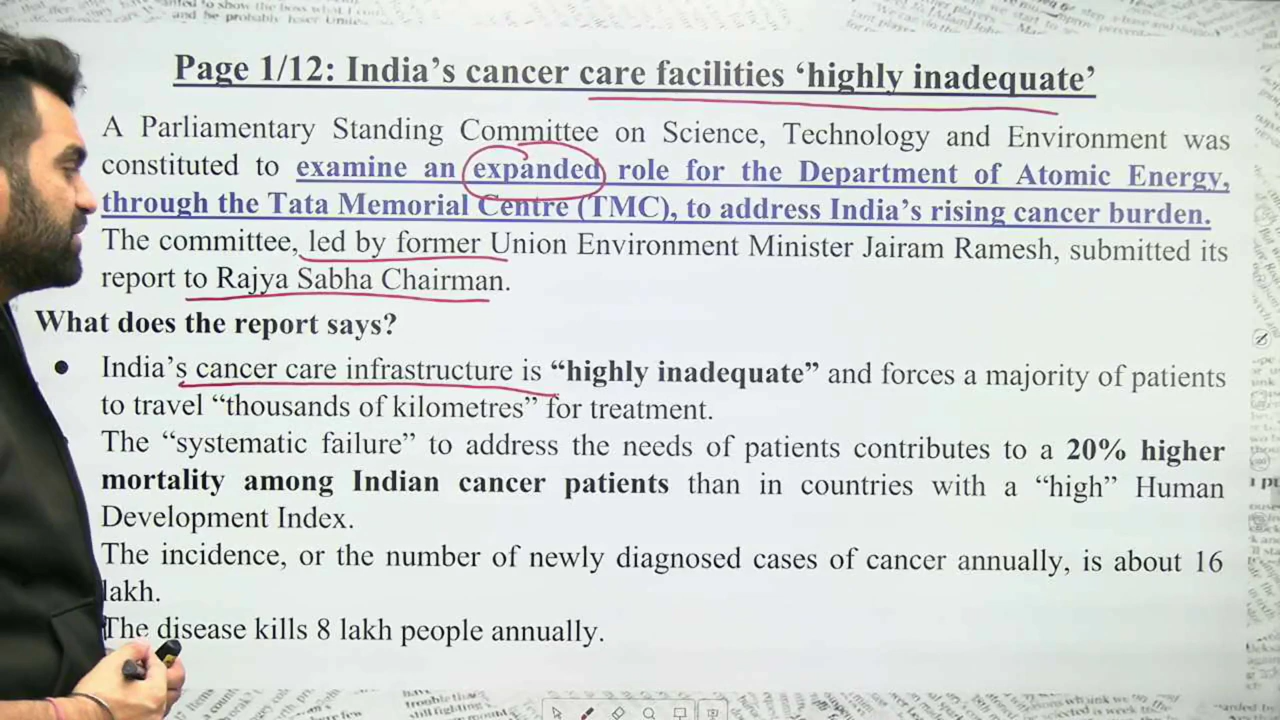 Page 1/12: India’s cancer care facilities ‘highly inadequate’
A Parliamentary Standing Committee on Science, Technology and Environment was
constituted to examine an expanded role for the Department of Atomic Energy,
through the Tata Memorial Centre (TMC), to address India’s rising cancer burden.
The committee, led by former Union Environment Minister Jairam Ramesh, submitted its
report to Rajya Sabha Chairman.
What does the report says?
● India’s cancer care infrastructure is “highly inadequate” and forces a majority of patients
to travel “thousands of kilometres” for treatment.
The “systematic failure” to address the needs of patients contributes to a 20% higher
mortality among Indian cancer patients than in countries with a “high” Human
Development Index.
The incidence, or the number of newly diagnosed cases of cancer annually, is about 16
lakh.
The disease kills 8 lakh people annually.